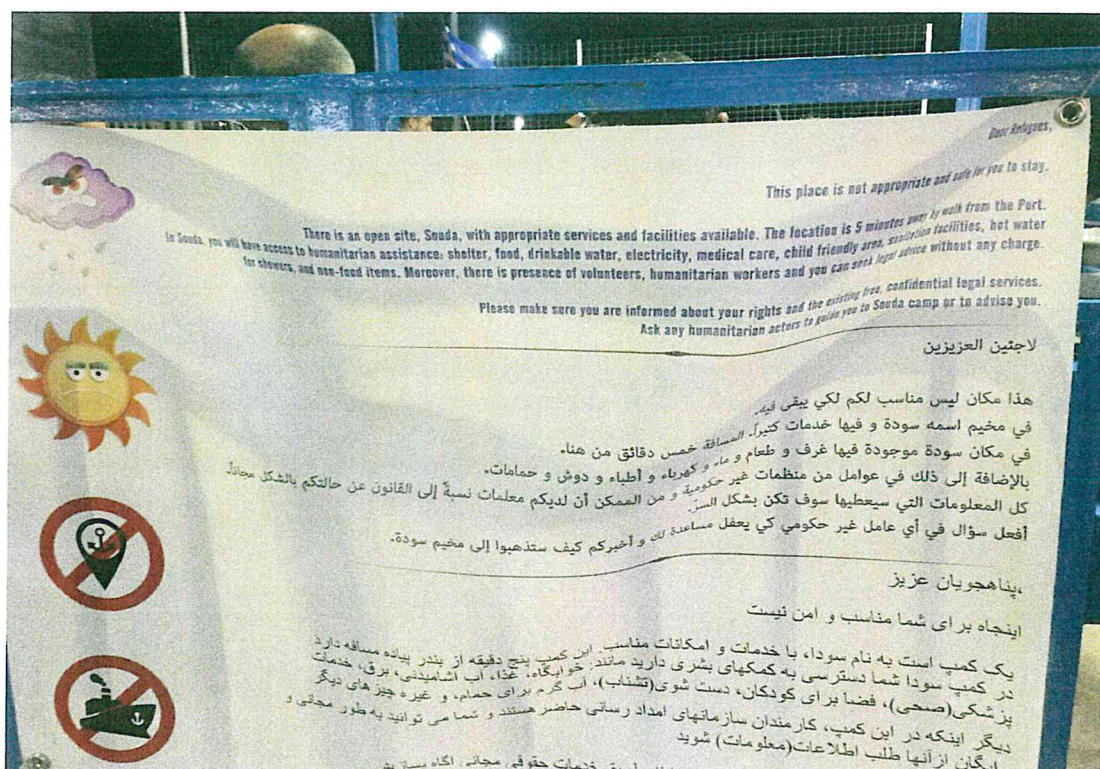 Dear Refugees,
This place is not appropriate and safe for you to stay.
There is an open site, Souda, with appropriate services and facilities available. The location is 5 minutes away by walk from the Port.
In Souda, you will have access to humanitarian assistance: shelter, food, drinkable water, electricity, medical care, child friendly area, sanitation facilities, hot water
for showers, and non-food items. Moreover, there is presence of volunteers, humanitarian workers and you can seek legal advice without any charge.
Please make sure you are informed about your rights and the existing free, confidential legal services.
Ask any humanitarian actors to guide you to Souda camp or to advise you.
لاجئين العزيزين
هذا مكان ليس مناسب لكم لكي يبقى فيه.
في مخيم اسمه سودة و فيها خدمات كتيراً. المسافة خمس دقائق من هنا.
في مكان سودة موجودة فيها غرف و طعام و ماء و كهرباء و أطباء و دوش و حمامات.
بالإضافة إلى ذلك في عوامل من منظمات غير حكومية و من الممكن أن لديكم معلمات نسبةً إلى القانون عن حالتكم بالشكل مجاناً.
كل المعلومات التي سيعطيها سوف تكن بشكل السرّ.
أفعل سؤال في أي عامل غير حكومي كي يعفل مساعدة لك و أخبركم كيف ستذهبوا إلى مخيم سودة.
،پناهجویان عزیز
اینجاه برای شما مناسب و امن نیست
یک کمپ است به نام سودا، با خدمات و امکانات مناسب. این کمپ پنج دقیقه از بندر پیاده مسافه دارد
در کمپ سودا شما دسترسی به کمکهای بشری دارید مانند: خوابگاه، غذا، آب آشامیدنی، برق، خدمات
پزشکی(صحی)، فضا برای کودکان، دست شوی(تشناب)، آب گرم برای حمام، و غیره چیز های دیگر
دیگر اینکه در این کمپ، کارمندان سازمانهای امداد رسانی حاضر هستند و شما می توانید به طور مجانی و
رایگان ازآنها طلب اطلاعات(معلومات) شوید
خدمات حقوقی مجانی آگاه بسازید